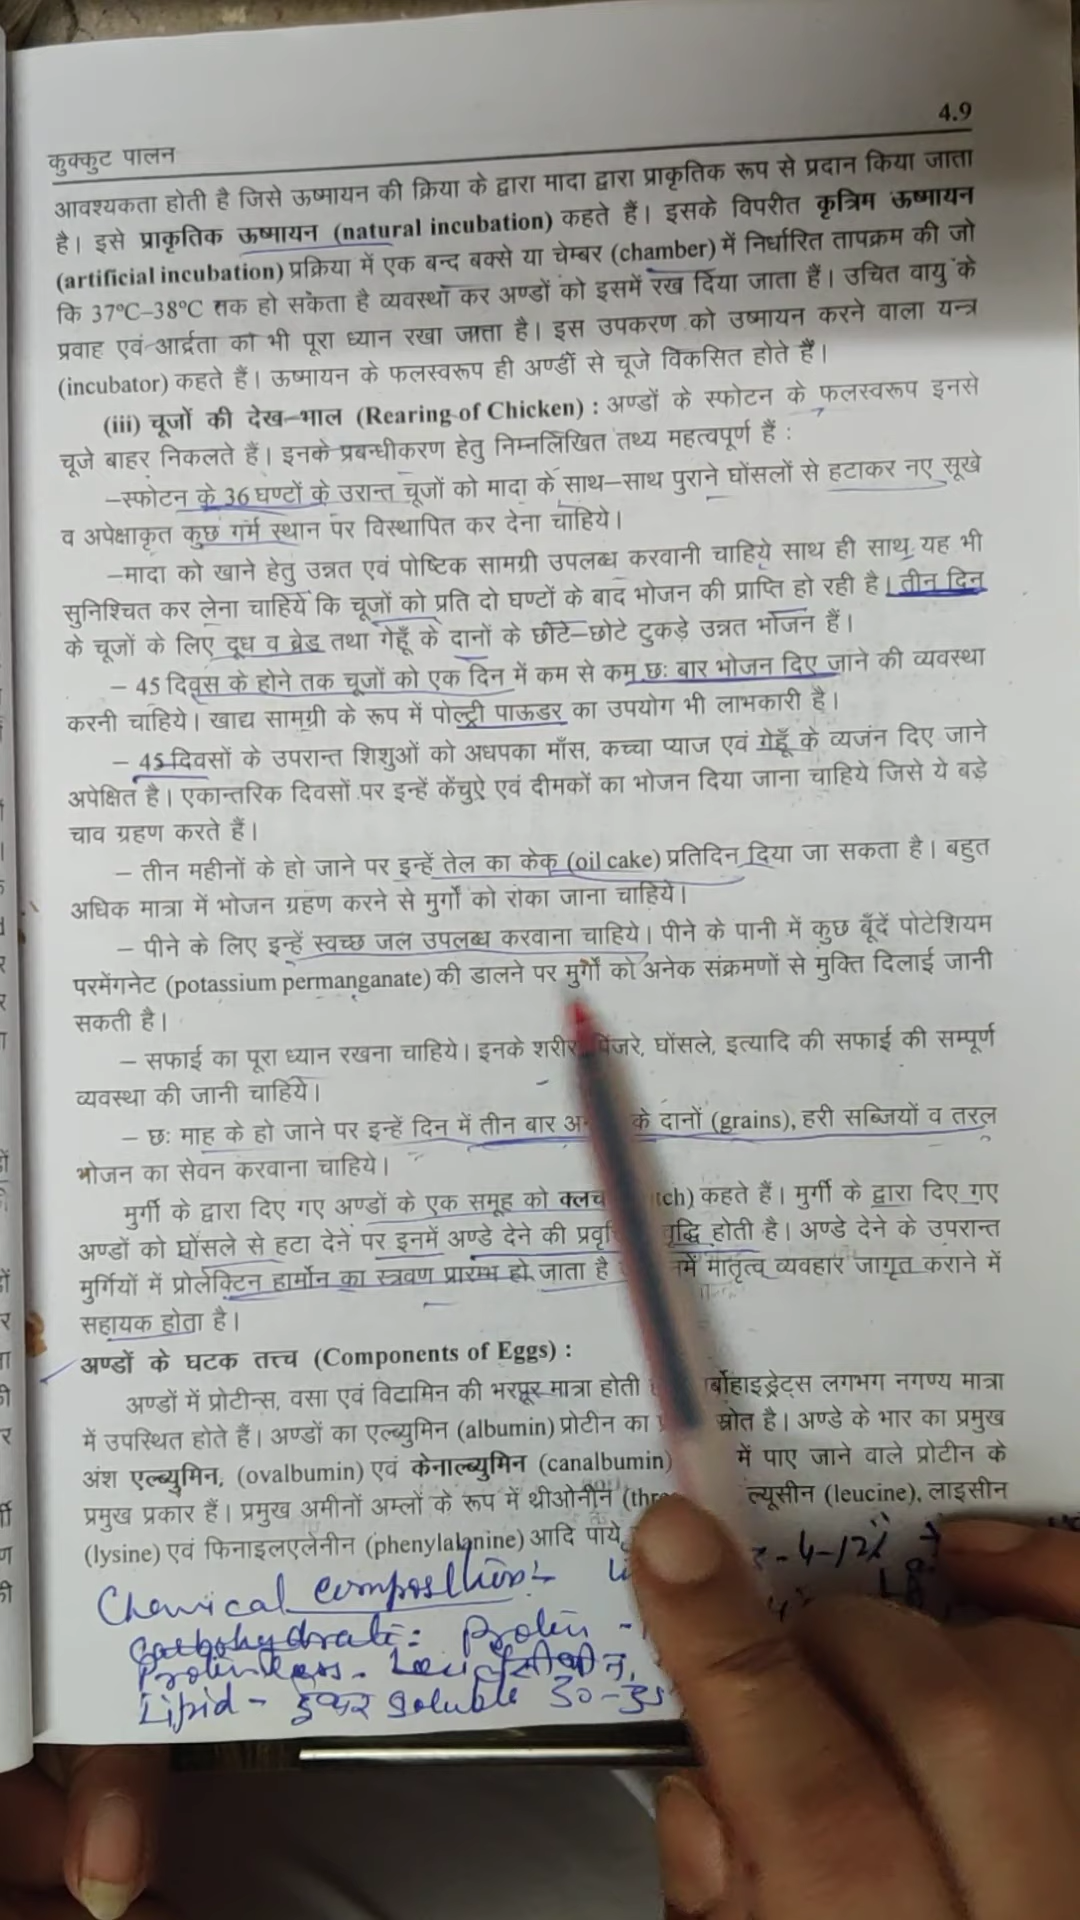 4.9
कुक्कुट पालन
आवश्यकता होती है जिसे ऊष्मायन की क्रिया के द्वारा मादा द्वारा प्राकृतिक रूप से प्रदान किया जाता
है। इसे प्राकृतिक ऊष्मायन (natural incubation) कहते हैं। इसके विपरीत कृत्रिम ऊष्मायन
(artificial incubation) प्रक्रिया में एक बन्द बक्से या चेम्बर (chamber) में निर्धारित तापक्रम की जो
कि 37°C–38°C तक हो सकता है व्यवस्था कर अण्डों को इसमें रख दिया जाता हैं। उचित वायु के
प्रवाह एवं आर्द्रता का भी पूरा ध्यान रखा जाता है। इस उपकरण को उष्मायन करने वाला यन्त्र
(incubator) कहते हैं। ऊष्मायन के फलस्वरूप ही अण्डों से चूजे विकसित होते हैं।
(iii) चूजों की देख–भाल (Rearing of Chicken) : अण्डों के स्फोटन के फलस्वरूप इनसे
चूजे बाहर निकलते हैं। इनके प्रबन्धीकरण हेतु निम्नलिखित तथ्य महत्वपूर्ण हैं :
–स्फोटन के 36 घण्टों के उरान्त चूजों को मादा के साथ–साथ पुराने घोंसलों से हटाकर नए सूखे
व अपेक्षाकृत कुछ गर्म स्थान पर विस्थापित कर देना चाहिये।
–मादा को खाने हेतु उन्नत एवं पोष्टिक सामग्री उपलब्ध करवानी चाहिये साथ ही साथ यह भी
सुनिश्चित कर लेना चाहिये कि चूजों को प्रति दो घण्टों के बाद भोजन की प्राप्ति हो रही है। तीन दिन
के चूजों के लिए दूध व ब्रेड तथा गेहूँ के दानों के छोटे–छोटे टुकड़े उन्नत भोजन हैं।
– 45 दिवस के होने तक चूजों को एक दिन में कम से कम छः बार भोजन दिए जाने की व्यवस्था
करनी चाहिये। खाद्य सामग्री के रूप में पोल्ट्री पाऊडर का उपयोग भी लाभकारी है।
– 45 दिवसों के उपरान्त शिशुओं को अधपका माँस, कच्चा प्याज एवं गेहूँ के व्यजंन दिए जाने
अपेक्षित है। एकान्तरिक दिवसों पर इन्हें केंचुऐ एवं दीमकों का भोजन दिया जाना चाहिये जिसे ये बड़े
चाव ग्रहण करते हैं।
– तीन महीनों के हो जाने पर इन्हें तेल का केक (oil cake) प्रतिदिन दिया जा सकता है। बहुत
अधिक मात्रा में भोजन ग्रहण करने से मुर्गों को रोका जाना चाहिये।
– पीने के लिए इन्हें स्वच्छ जल उपलब्ध करवाना चाहिये। पीने के पानी में कुछ बूँदें पोटेशियम
परमेंगनेट (potassium permanganate) की डालने पर मुर्गों को अनेक संक्रमणों से मुक्ति दिलाई जानी
सकती है।
– सफाई का पूरा ध्यान रखना चाहिये। इनके शरीर पिंजरे, घोंसले, इत्यादि की सफाई की सम्पूर्ण
व्यवस्था की जानी चाहिये।
– छः माह के हो जाने पर इन्हें दिन में तीन बार के दानों (grains), हरी सब्जियों व तरल
भोजन का सेवन करवाना चाहिये।
मुर्गी के द्वारा दिए गए अण्डों के एक समूह को कहते हैं। मुर्गी के द्वारा दिए गए
अण्डों को घोंसले से हटा देने पर इनमें अण्डे देने की वृद्धि होती है। अण्डे देने के उपरान्त
मुर्गियों में प्रोलेक्टिन हार्मोन का स्त्रवण प्रारम्भ हो जाता है मातृत्व व्यवहार जागृत कराने में
सहायक होता है।
अण्डों के घटक तत्त्व (Components of Eggs) :
अण्डों में प्रोटीन्स, वसा एवं विटामिन की भरपूर मात्रा होती लगभग नगण्य मात्रा
में उपस्थित होते हैं। अण्डों का एल्ब्युमिन (albumin) प्रोटीन का स्रोत है। अण्डे के भार का प्रमुख
अंश एल्ब्युमिन, (ovalbumin) एवं केनाल्ब्युमिन (canalbumin) में पाए जाने वाले प्रोटीन के
प्रमुख प्रकार हैं। प्रमुख अमीनों अम्लों के रूप में थीओनीन ल्यूसीन (leucine), लाइसीन
(lysine) एवं फिनाइलएलेनीन (phenylalanine) आदि पाये
Chemical composition
Carbohydrate: Protein
Lipid - ईथर soluble